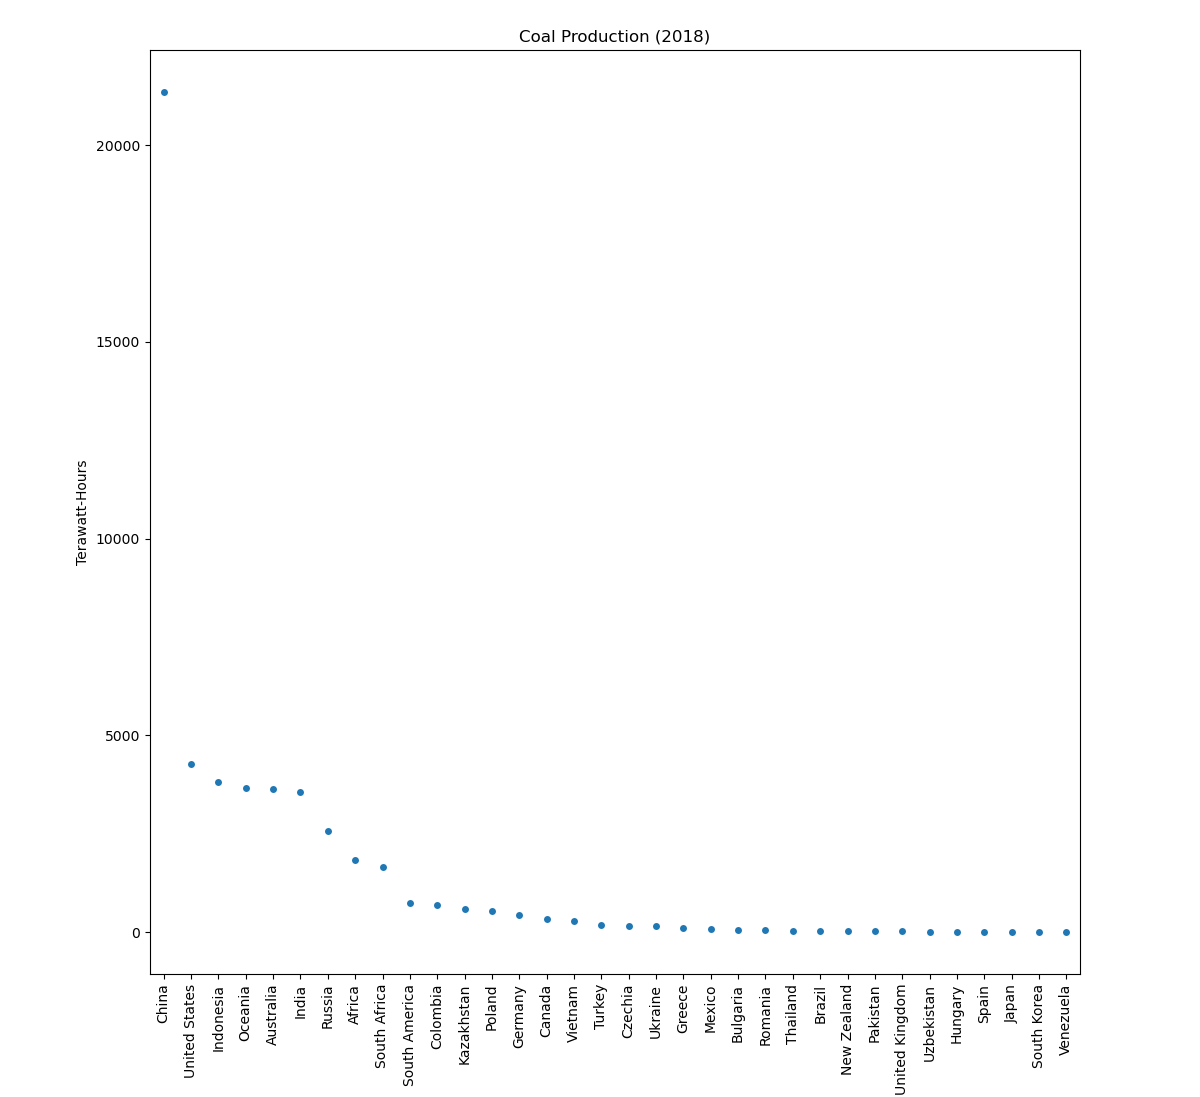 Coal Production (2018)
Terawatt-Hours
20000
15000
10000
5000
0
China
United States
Indonesia
Oceania
Australia
India
Russia
Africa
South Africa
South America
Colombia
Kazakhstan
Poland
Germany
Canada
Vietnam
Turkey
Czechia
Ukraine
Greece
Mexico
Bulgaria
Romania
Thailand
Brazil
New Zealand
Pakistan
United Kingdom
Uzbekistan
Hungary
Spain
Japan
South Korea
Venezuela